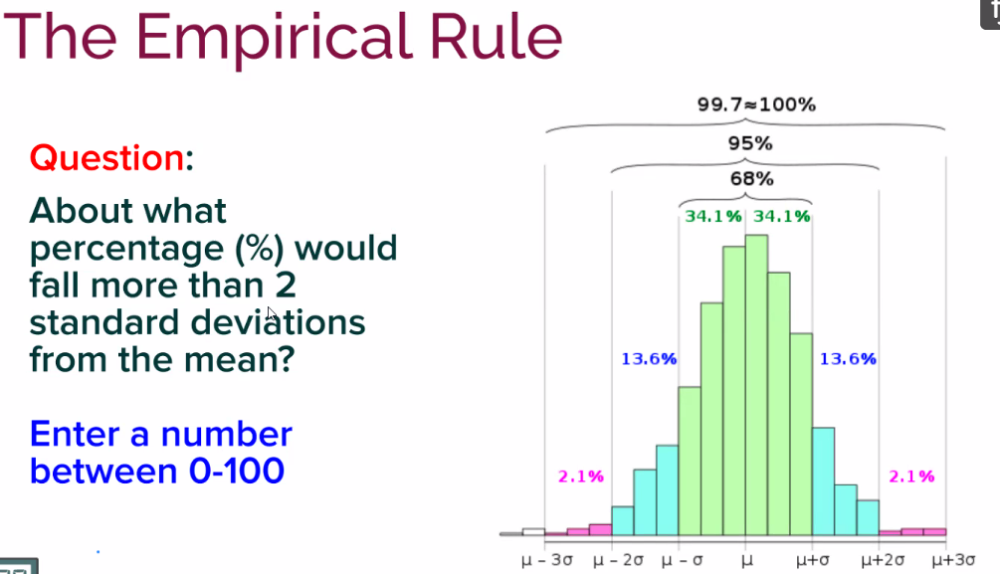 The Empirical Rule
Question:
About what
percentage (%) would
fall more than 2
standard deviations
from the mean?
Enter a number
between 0-100
99.7≈100%
95%
68%
34.1% 34.1%
13.6% 13.6%
2.1% 2.1%
μ − 3σ μ − 2σ μ − σ μ μ+σ μ+2σ μ+3σ